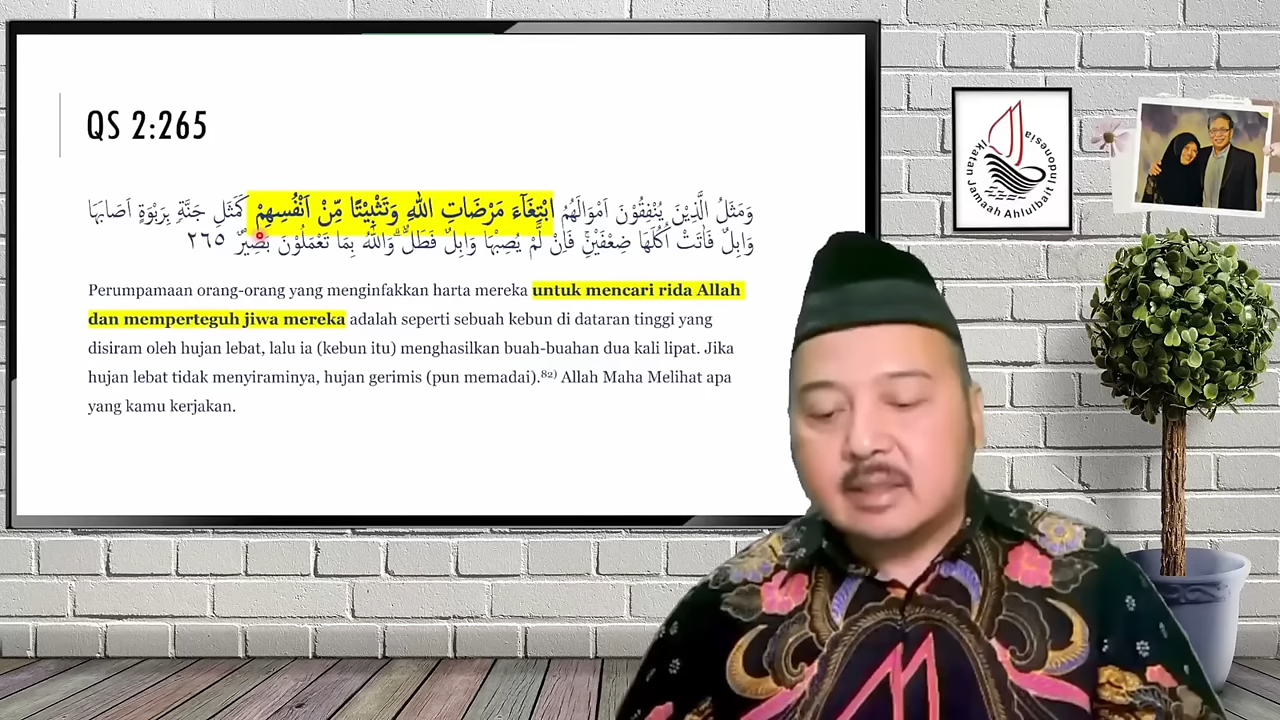 QS 2:265
وَمَثَلُ الَّذِيْنَ يُنْفِقُوْنَ اَمْوَالَهُمُ ابْتِغَاۤءَ مَرْضَاتِ اللّٰهِ وَتَثْبِيْتًا مِّنْ اَنْفُسِهِمْ كَمَثَلِ جَنَّةٍۢ بِرَبْوَةٍ اَصَابَهَا
وَابِلٌ فَاٰتَتْ اُكُلَهَا ضِعْفَيْنِۚ فَاِنْ لَّمْ يُصِبْهَا وَابِلٌ فَطَلٌّ ۗوَاللّٰهُ بِمَا تَعْمَلُوْنَ بَصِيْرٌ ٢٦٥
Perumpamaan orang-orang yang menginfakkan harta mereka untuk mencari rida Allah
dan memperteguh jiwa mereka adalah seperti sebuah kebun di dataran tinggi yang
disiram oleh hujan lebat, lalu ia (kebun itu) menghasilkan buah-buahan dua kali lipat. Jika
hujan lebat tidak menyiraminya, hujan gerimis (pun memadai).⁸²⁾ Allah Maha Melihat apa
yang kamu kerjakan.
Ikatan Jamaah Ahlulbait Indonesia